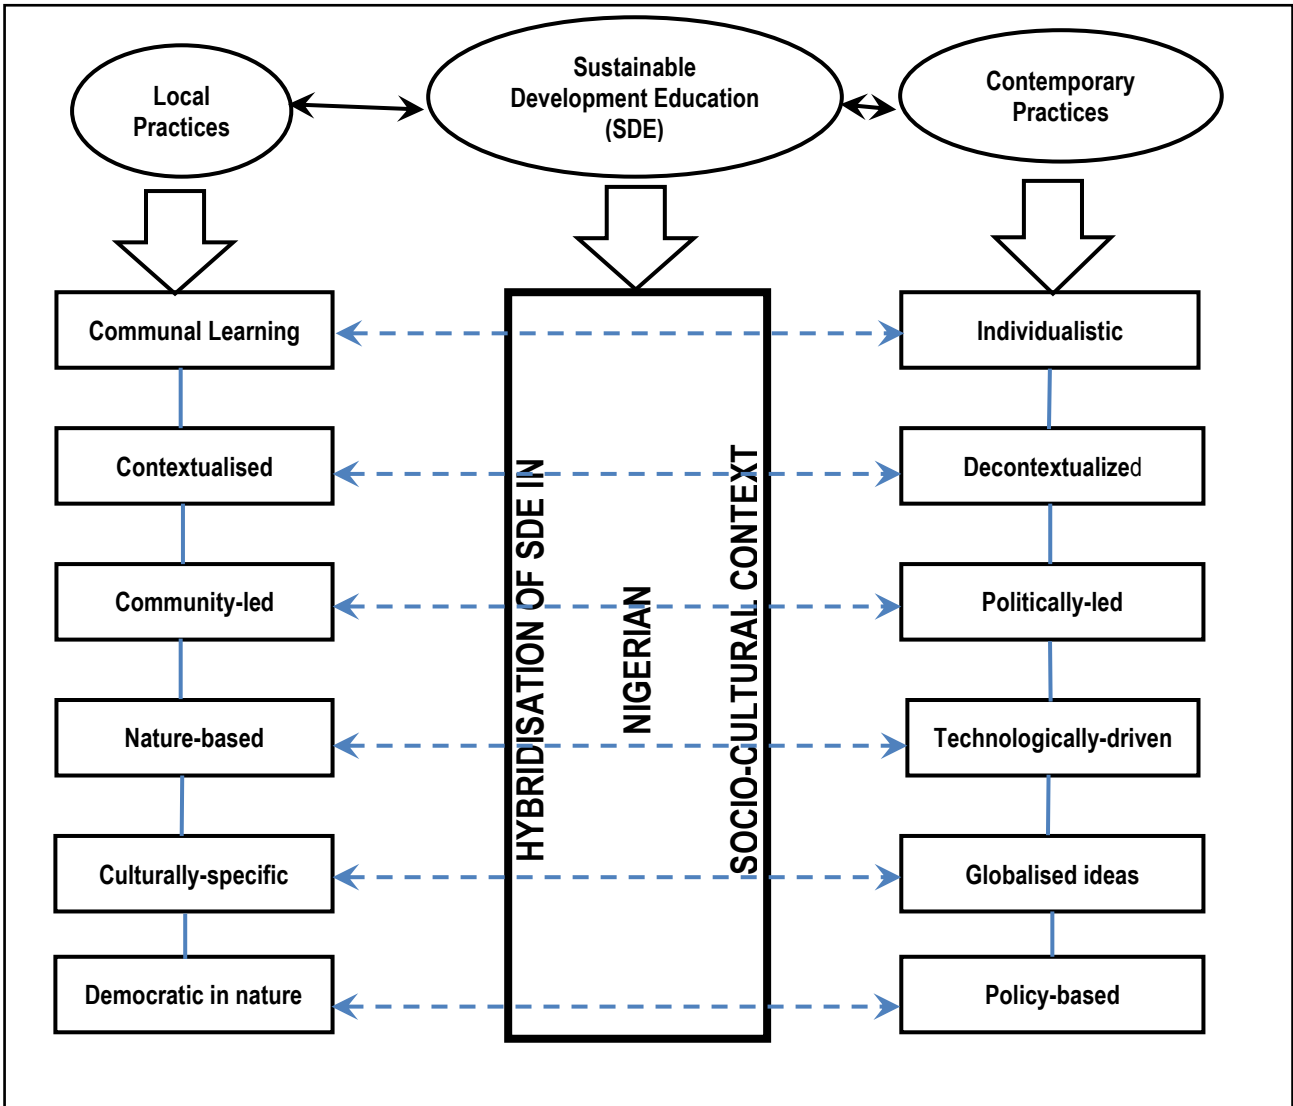 Local
Practices
Sustainable
Development Education
(SDE)
Contemporary
Practices
Communal Learning
Individualistic
Contextualised
Decontextualized
Community-led
Politically-led
Nature-based
Technologically-driven
Culturally-specific
Globalised ideas
Democratic in nature
Policy-based
HYBRIDISATION OF SDE IN
NIGERIAN
SOCIO-CULTURAL CONTEXT